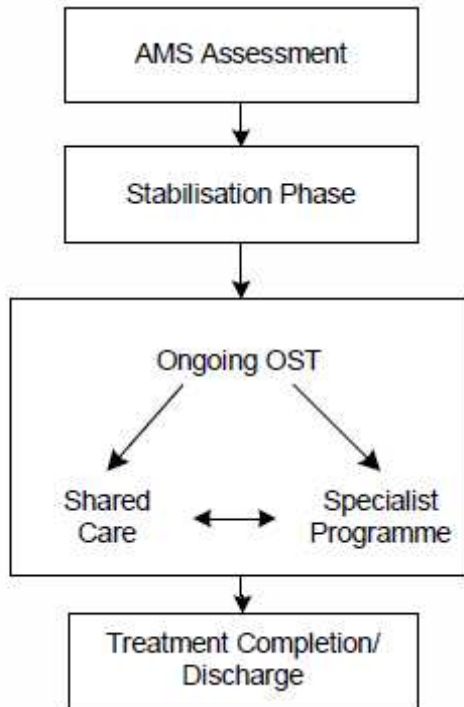 AMS Assessment
Stabilisation Phase
Ongoing OST
Shared
Care
Specialist
Programme
Treatment Completion/
Discharge